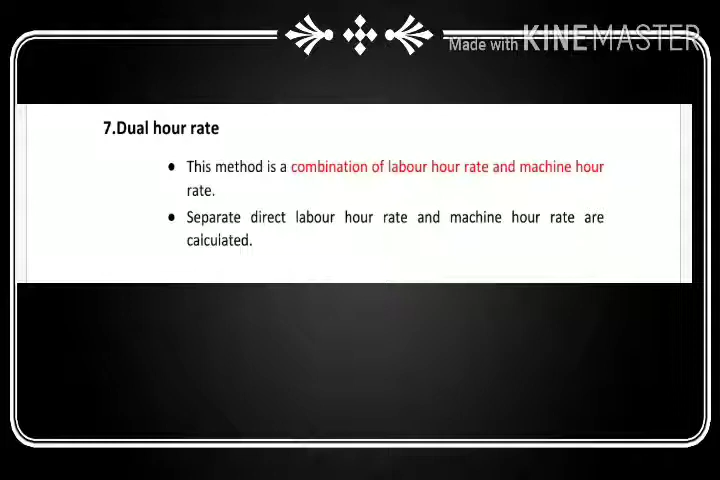 Made with KINEMASTER
7.Dual hour rate
● This method is a combination of labour hour rate and machine hour
rate.
● Separate direct labour hour rate and machine hour rate are
calculated.